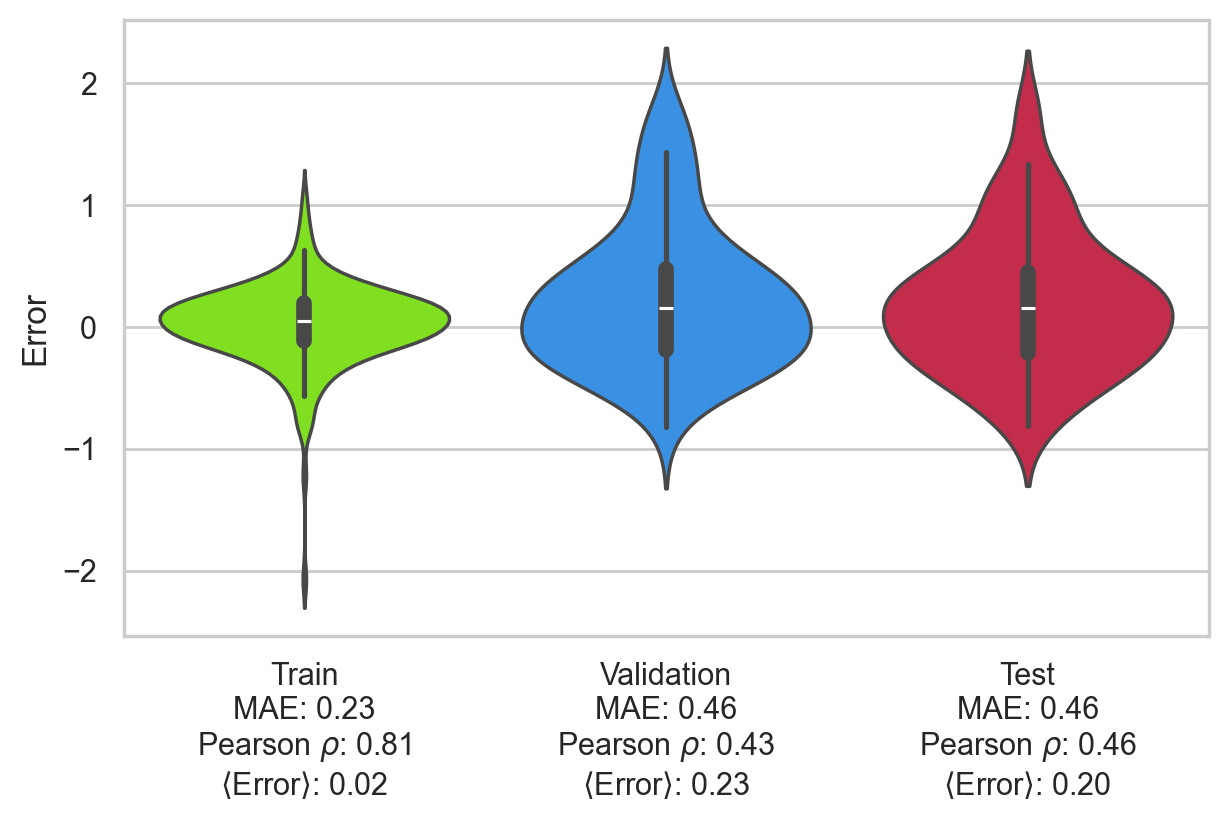 2
1
0
−1
−2
Error
Train
MAE: 0.23
Pearson ρ: 0.81
⟨Error⟩: 0.02
Validation
MAE: 0.46
Pearson ρ: 0.43
⟨Error⟩: 0.23
Test
MAE: 0.46
Pearson ρ: 0.46
⟨Error⟩: 0.20